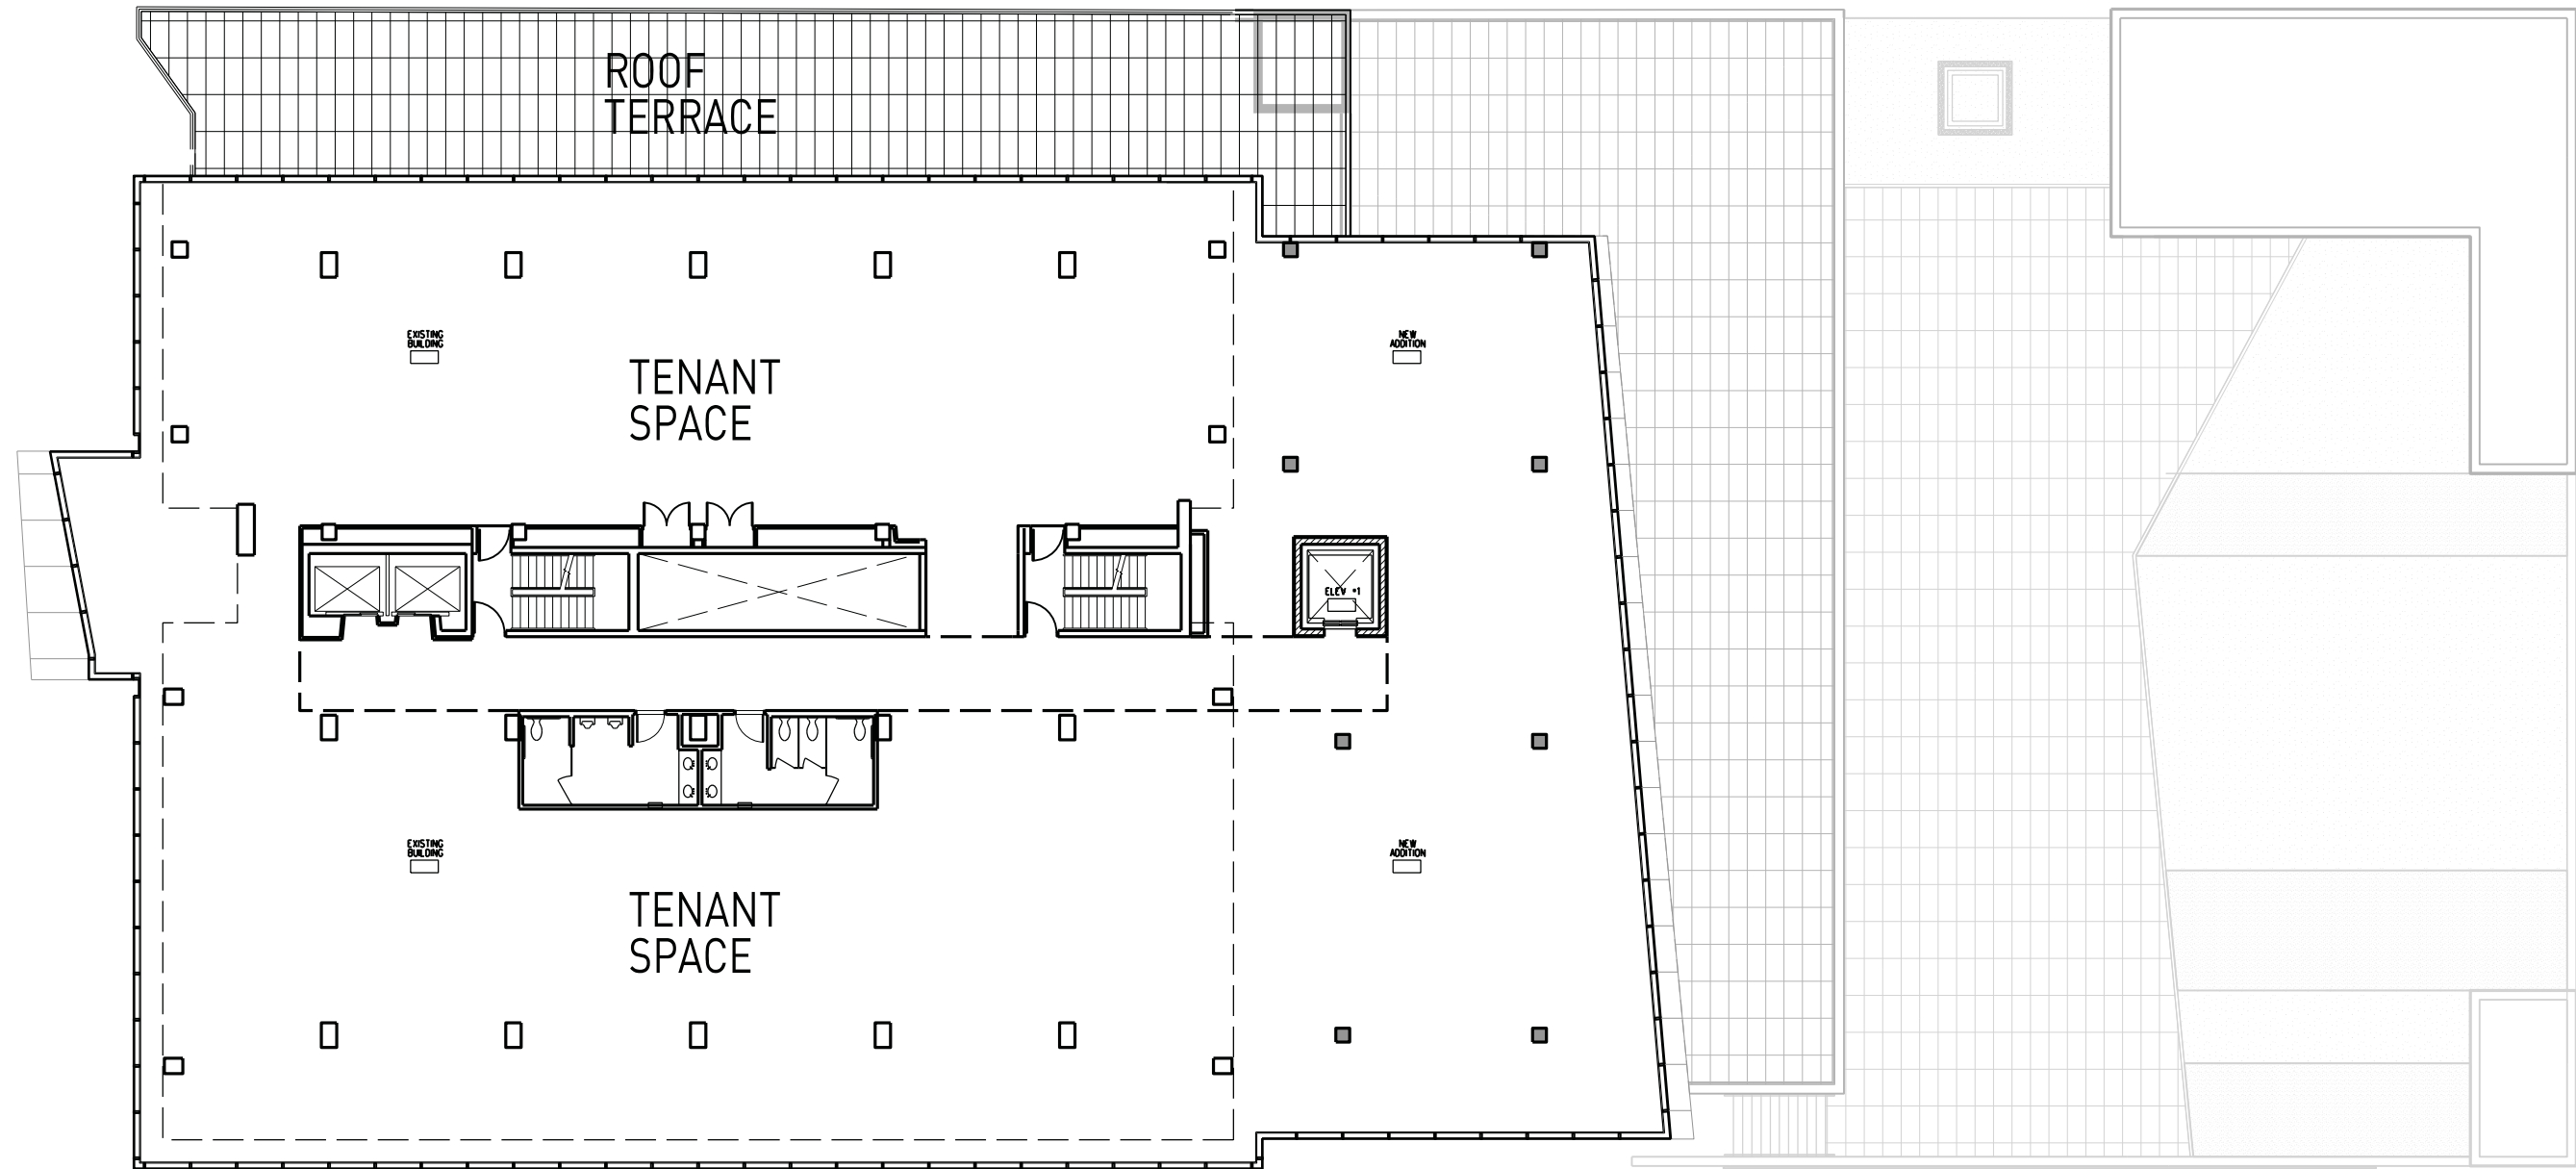 ROOF
TERRACE
EXISTING
BUILDING
NEW
ADDITION
TENANT
SPACE
ELEV #1
EXISTING
BUILDING
NEW
ADDITION
TENANT
SPACE